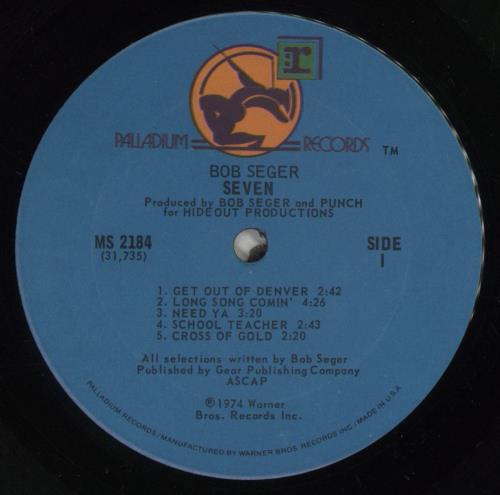 r
PALLADIUM RECORDS TM
BOB SEGER
SEVEN
Produced by BOB SEGER and PUNCH
for HIDEOUT PRODUCTIONS
MS 2184
(31,735)
SIDE
1
1. GET OUT OF DENVER 2:42
2. LONG SONG COMIN' 4:26
3. NEED YA 3:20
4. SCHOOL TEACHER 2:43
5. CROSS OF GOLD 2:20
All selections written by Bob Seger
Published by Gear Publishing Company
ASCAP
℗1974 Warner
Bros. Records Inc.
PALLADIUM RECORDS/MANUFACTURED BY WARNER BROS. RECORDS INC./MADE IN U.S.A.